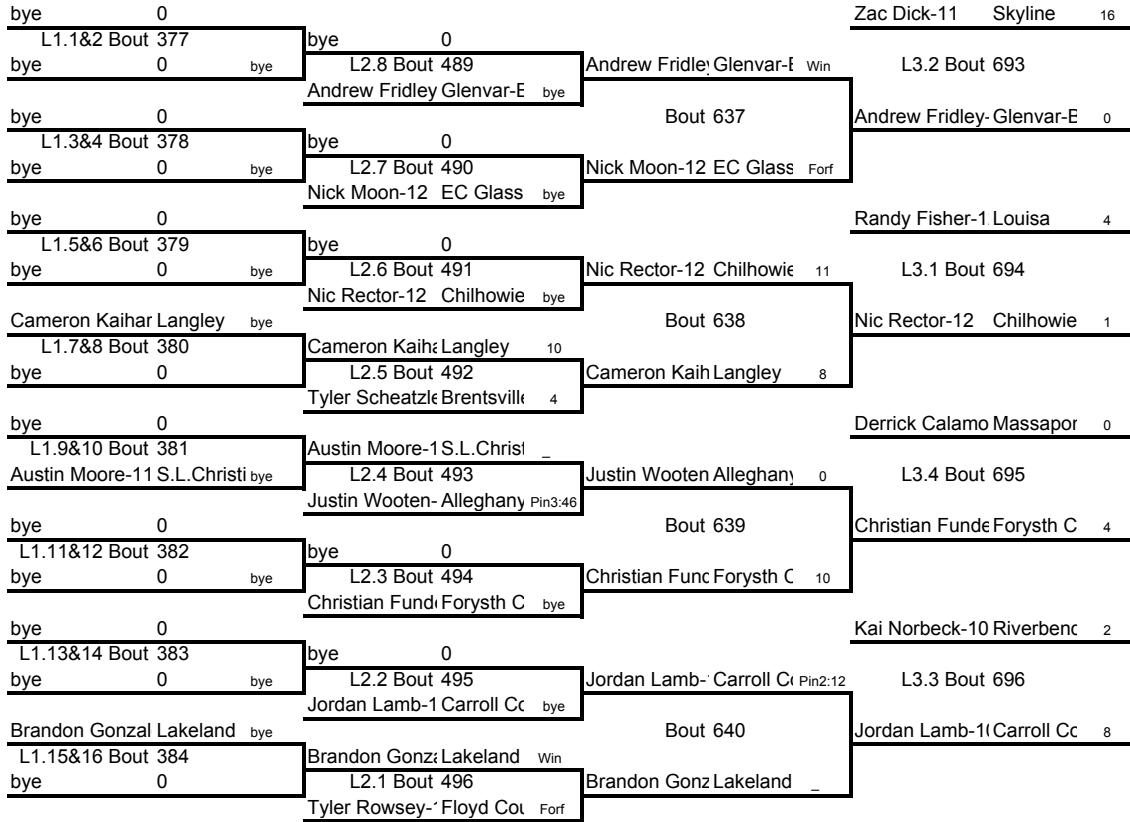 bye 0 Zac Dick-11 Skyline 16
L1.1&2 Bout 377 bye 0
bye 0 bye L2.8 Bout 489 Andrew Fridley Glenvar-E Win L3.2 Bout 693
Andrew Fridley Glenvar-E bye
bye 0 Bout 637 Andrew Fridley- Glenvar-E 0
L1.3&4 Bout 378 bye 0
bye 0 bye L2.7 Bout 490 Nick Moon-12 EC Glass Forf
Nick Moon-12 EC Glass bye
bye 0 Randy Fisher-1 Louisa 4
L1.5&6 Bout 379 bye 0
bye 0 bye L2.6 Bout 491 Nic Rector-12 Chilhowie 11 L3.1 Bout 694
Nic Rector-12 Chilhowie bye
Cameron Kaihar Langley bye Bout 638 Nic Rector-12 Chilhowie 1
L1.7&8 Bout 380 Cameron Kaiha Langley 10
bye 0 L2.5 Bout 492 Cameron Kaih Langley 8
Tyler Scheatzle Brentsville 4
bye 0 Derrick Calamo Massapor 0
L1.9&10 Bout 381 Austin Moore-1 S.L.Christ _
Austin Moore-11 S.L.Christi bye L2.4 Bout 493 Justin Wooten Alleghany 0 L3.4 Bout 695
Justin Wooten- Alleghany Pin3:46
bye 0 Bout 639 Christian Funde Forysth C 4
L1.11&12 Bout 382 bye 0
bye 0 bye L2.3 Bout 494 Christian Func Forysth C 10
Christian Funde Forysth C bye
bye 0 Kai Norbeck-10 Riverbend 2
L1.13&14 Bout 383 bye 0
bye 0 bye L2.2 Bout 495 Jordan Lamb- Carroll Co Pin2:12 L3.3 Bout 696
Jordan Lamb-1 Carroll Co bye
Brandon Gonzal Lakeland bye Bout 640 Jordan Lamb-10 Carroll Co 8
L1.15&16 Bout 384 Brandon Gonza Lakeland Win
bye 0 L2.1 Bout 496 Brandon Gonz Lakeland _
Tyler Rowsey- Floyd Cou Forf